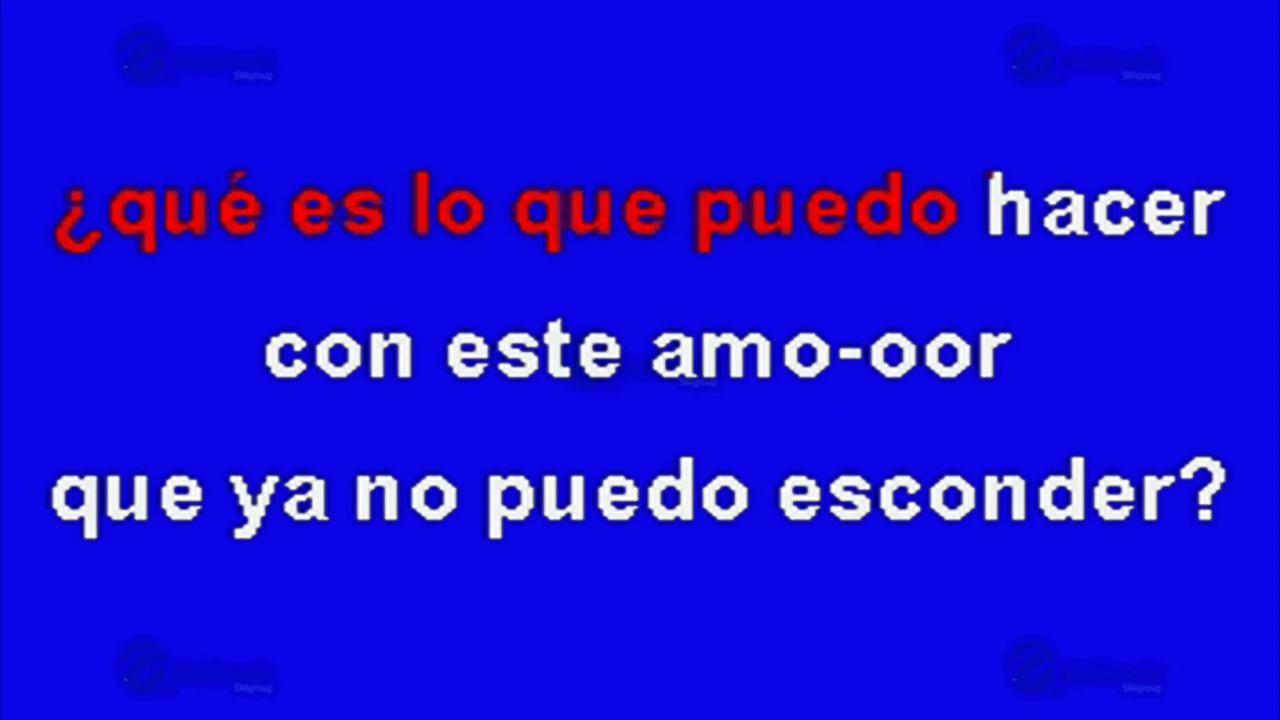 ¿qué es lo que puedo hacer
con este amo-oor
que ya no puedo esconder?